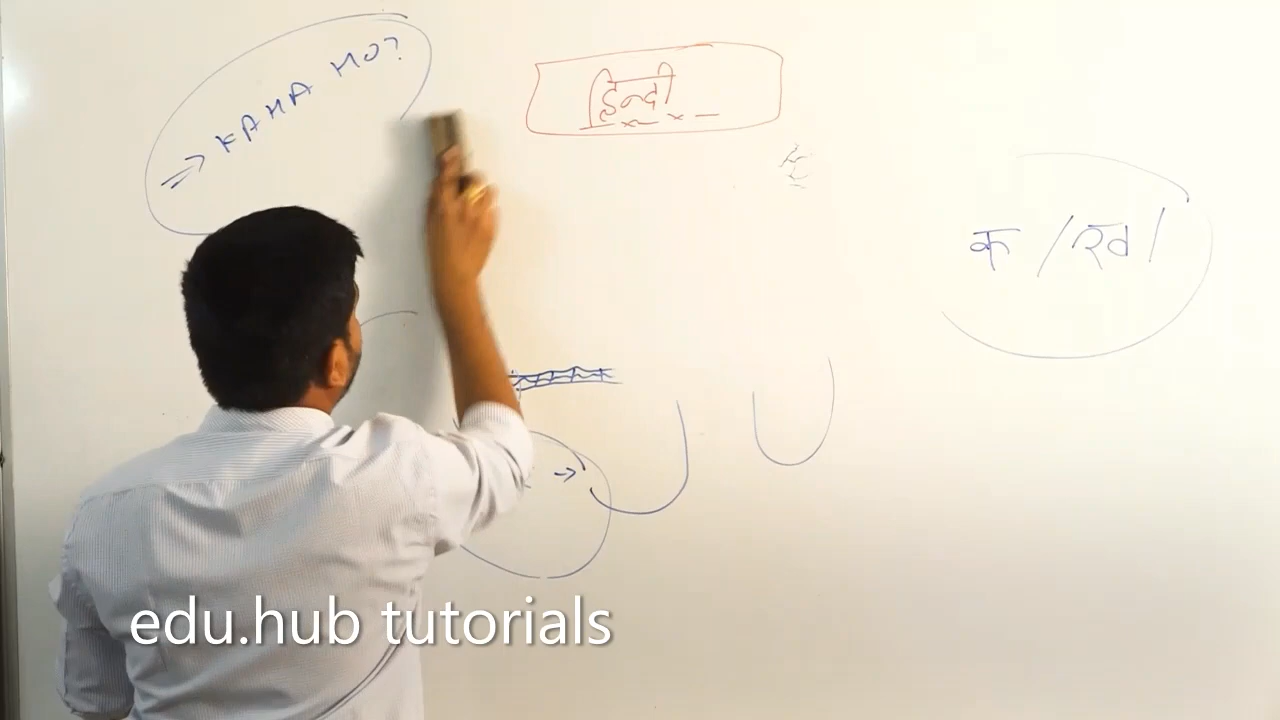 ⇒ KAHA HO?
हिन्दी
क / ख /
edu.hub tutorials